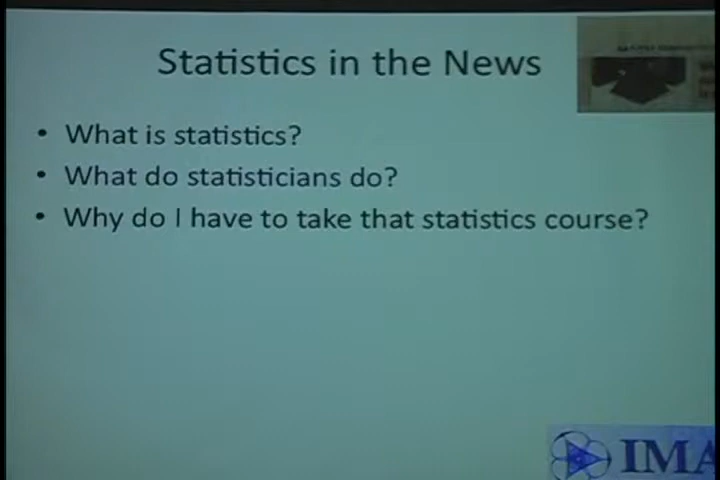 Statistics in the News
• What is statistics?
• What do statisticians do?
• Why do I have to take that statistics course?
IMA